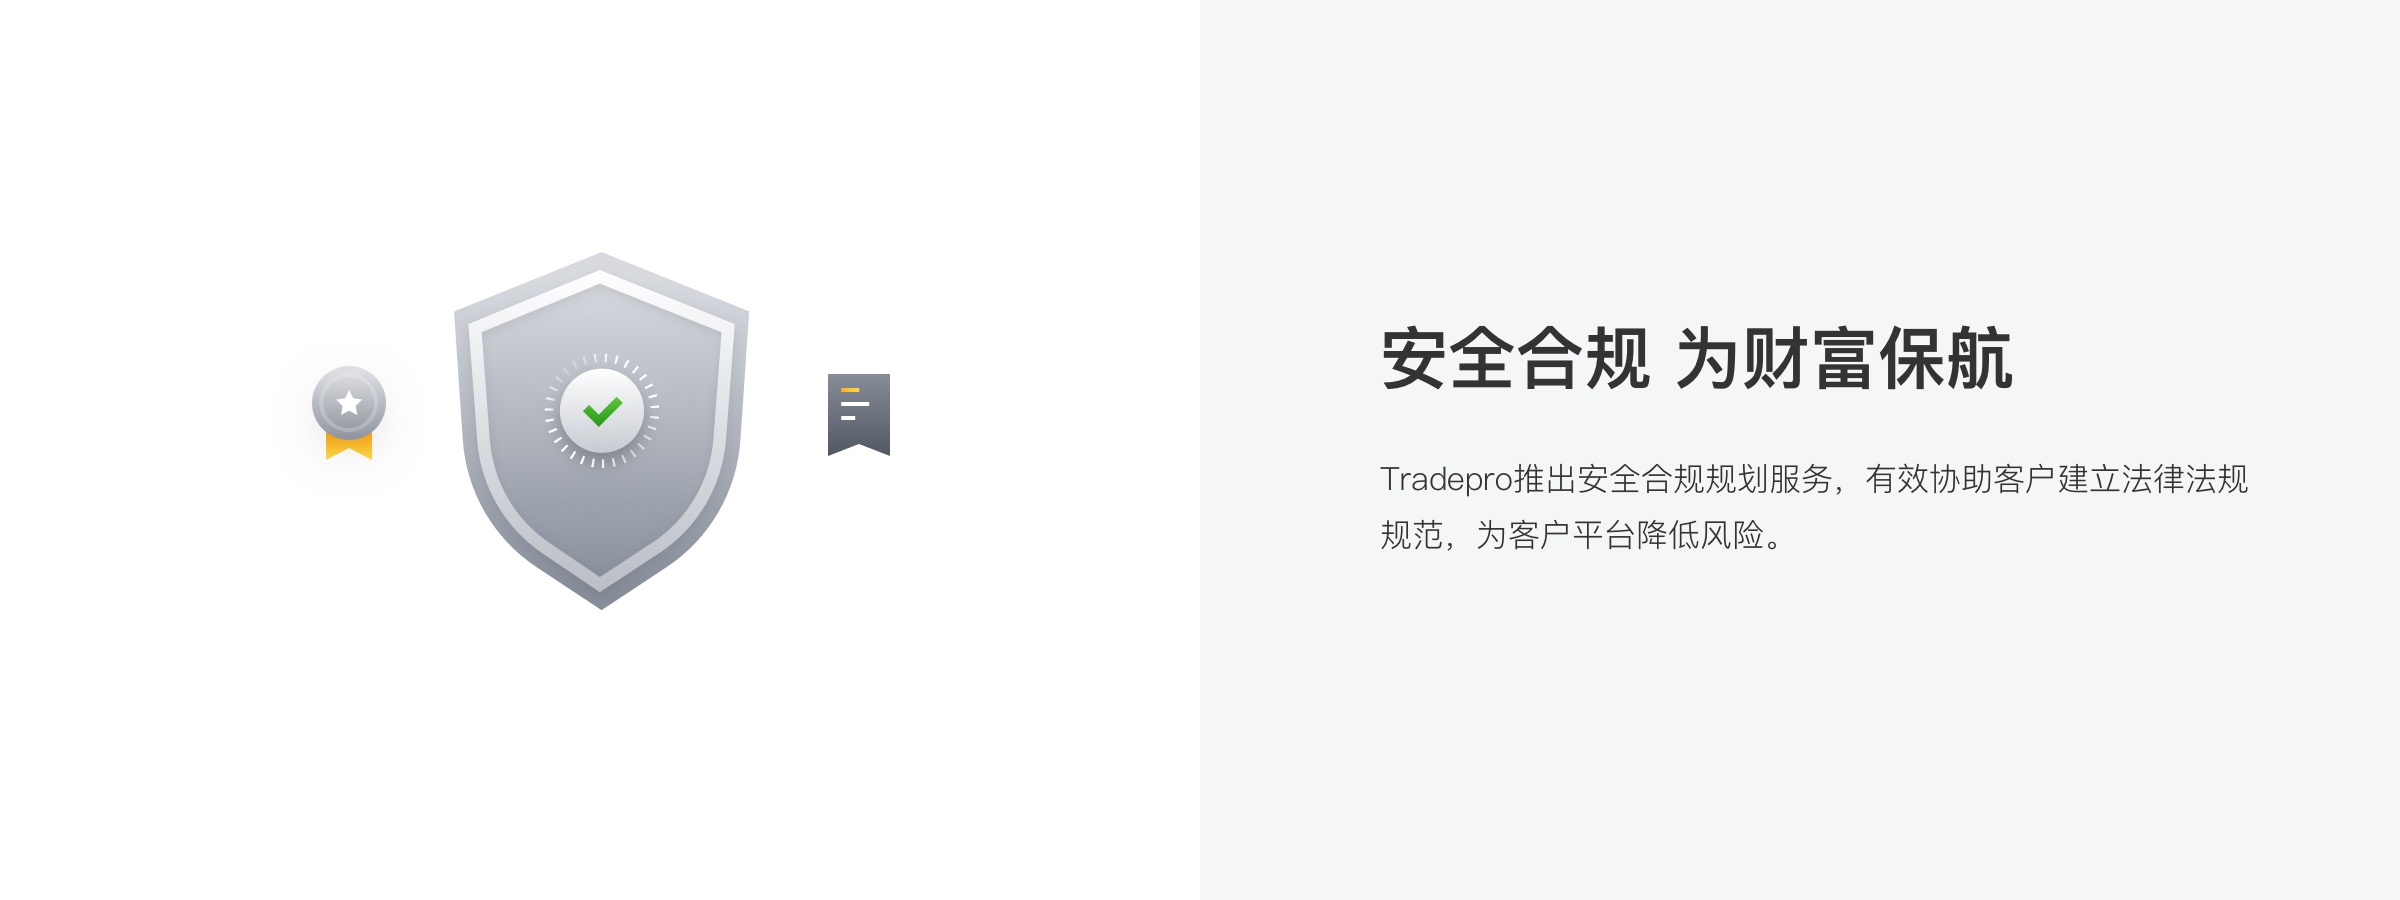 安全合规 为财富保航
Tradepro推出安全合规规划服务，有效协助客户建立法律法规
规范，为客户平台降低风险。